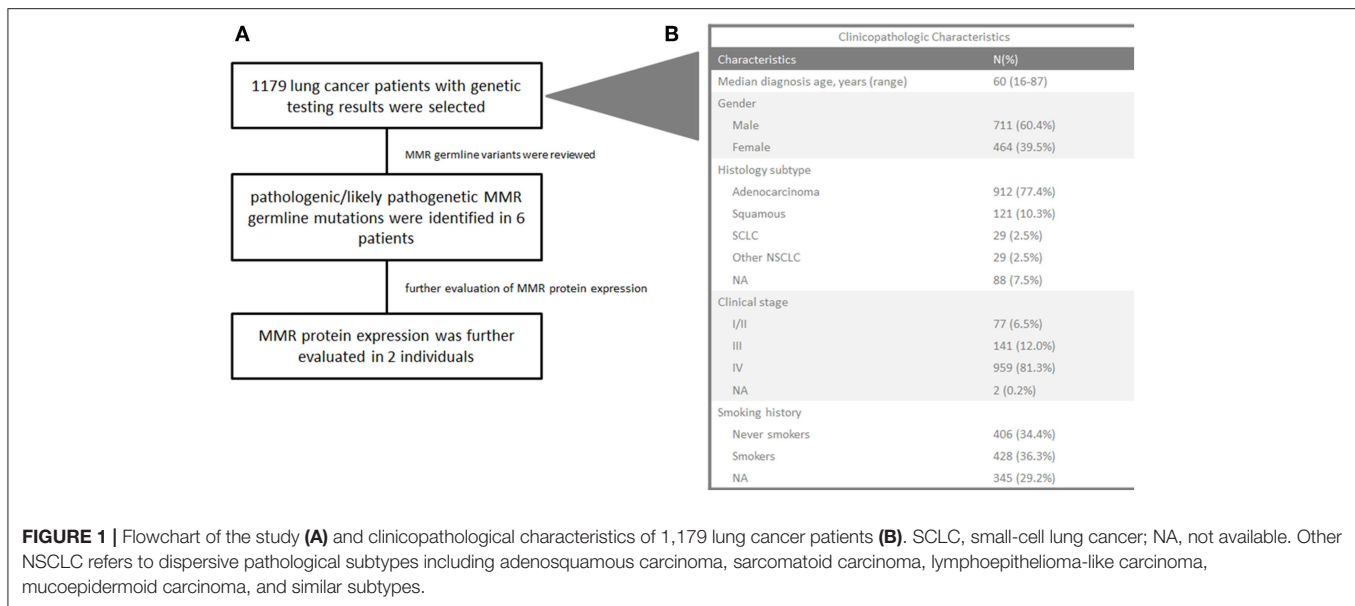 A
1179 lung cancer patients with genetic
testing results were selected
MMR germline variants were reviewed
pathologenic/likely pathogenetic MMR
germline mutations were identified in 6
patients
further evaluation of MMR protein expression
MMR protein expression was further
evaluated in 2 individuals
B
Clinicopathologic Characteristics
Characteristics N(%)
Median diagnosis age, years (range) 60 (16-87)
Gender
Male 711 (60.4%)
Female 464 (39.5%)
Histology subtype
Adenocarcinoma 912 (77.4%)
Squamous 121 (10.3%)
SCLC 29 (2.5%)
Other NSCLC 29 (2.5%)
NA 88 (7.5%)
Clinical stage
I/II 77 (6.5%)
III 141 (12.0%)
IV 959 (81.3%)
NA 2 (0.2%)
Smoking history
Never smokers 406 (34.4%)
Smokers 428 (36.3%)
NA 345 (29.2%)
FIGURE 1 | Flowchart of the study (A) and clinicopathological characteristics of 1,179 lung cancer patients (B). SCLC, small-cell lung cancer; NA, not available. Other
NSCLC refers to dispersive pathological subtypes including adenosquamous carcinoma, sarcomatoid carcinoma, lymphoepithelioma-like carcinoma,
mucoepidermoid carcinoma, and similar subtypes.